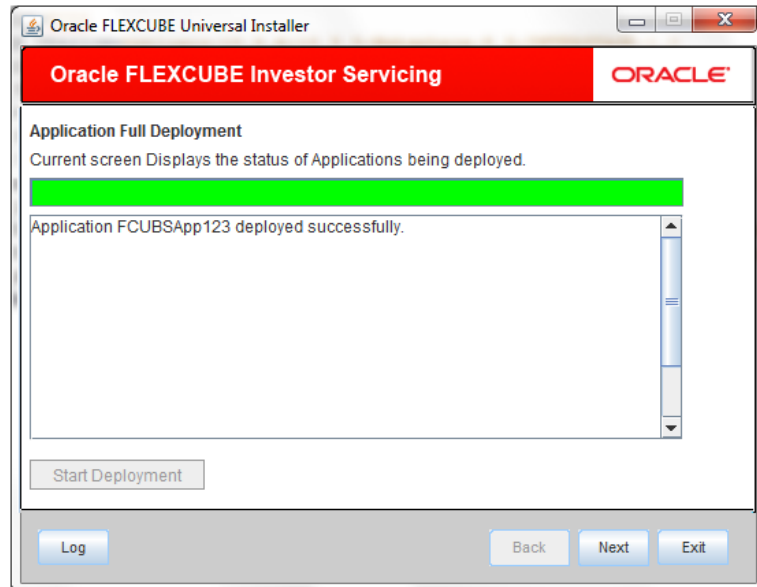 Oracle FLEXCUBE Universal Installer
Oracle FLEXCUBE Investor Servicing
ORACLE
Application Full Deployment
Current screen Displays the status of Applications being deployed.
Application FCUBSApp123 deployed successfully.
Start Deployment
Log Back Next Exit